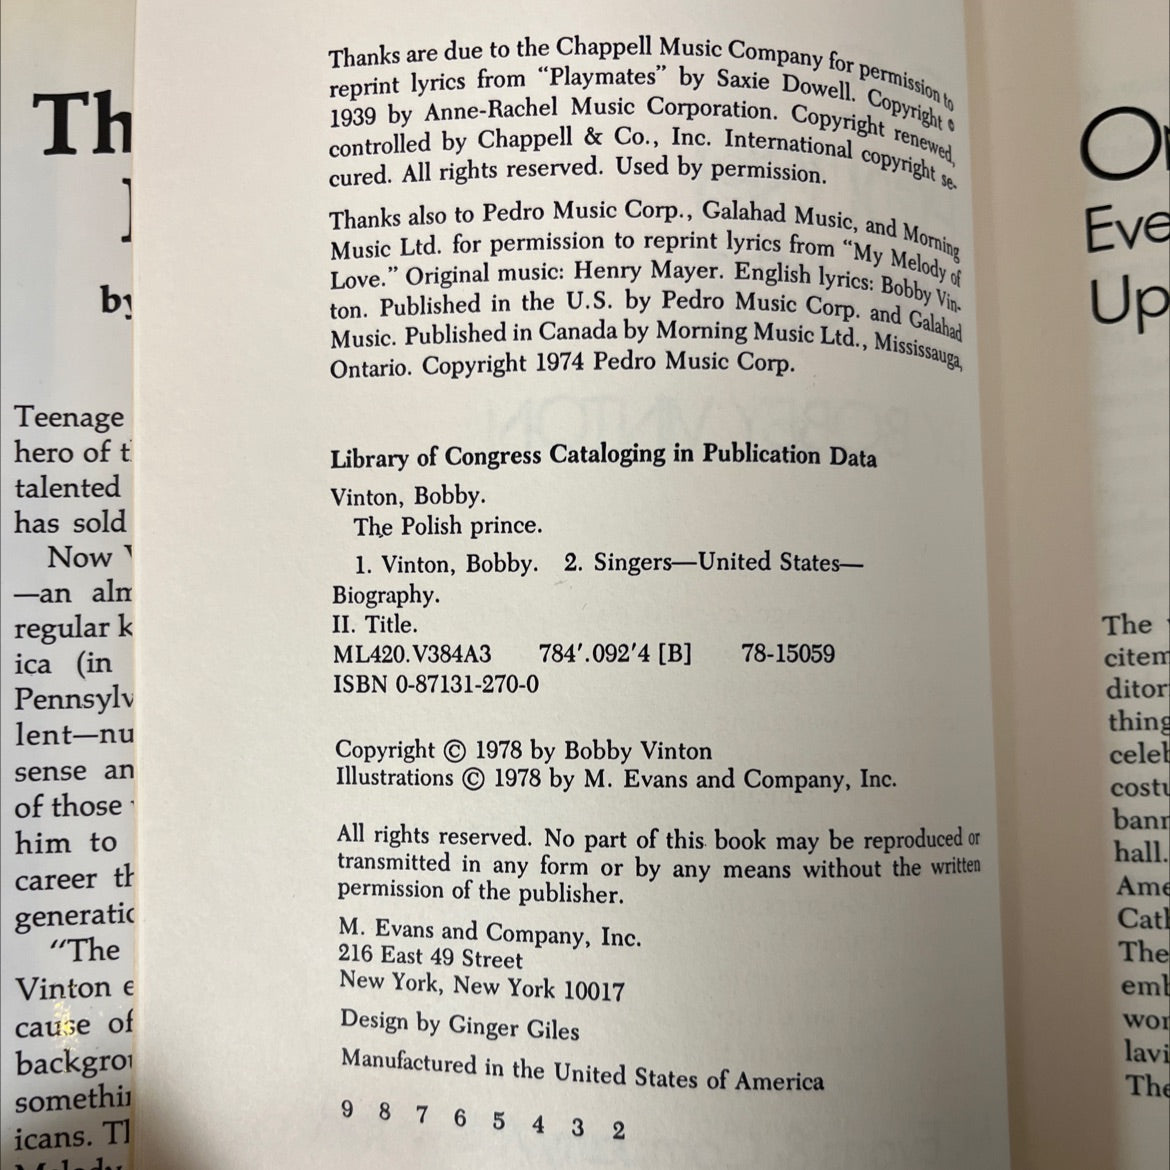 Th
by
Teenage
hero of
talented
has sold
Now
—an
regular
ica (in
lent—
sense
of those
him to
career
"The
Vinton
cause of
icans.
Thanks are due to the Chappell Music Company for permission to
reprint lyrics from “Playmates” by Saxie Dowell. Copyright ©
1939 by Anne-Rachel Music Corporation. Copyright renewed,
controlled by Chappell & Co., Inc. International copyright se-
cured. All rights reserved. Used by permission.
Thanks also to Pedro Music Corp., Galahad Music, and Morning
Music Ltd. for permission to reprint lyrics from “My Melody of
Love.” Original music: Henry Mayer. English lyrics: Bobby Vin-
ton. Published in the U.S. by Pedro Music Corp. and Galahad
Music. Published in Canada by Morning Music Ltd., Mississauga,
Ontario. Copyright 1974 Pedro Music Corp.
Library of Congress Cataloging in Publication Data
Vinton, Bobby.
The Polish prince.
1. Vinton, Bobby. 2. Singers—United States—
Biography.
II. Title.
ML420.V384A3 784′.092′4 [B] 78-15059
ISBN 0-87131-270-0
Copyright © 1978 by Bobby Vinton
Illustrations © 1978 by M. Evans and Company, Inc.
All rights reserved. No part of this book may be reproduced or
transmitted in any form or by any means without the written
permission of the publisher.
M. Evans and Company, Inc.
216 East 49 Street
New York, New York 10017
Design by Ginger Giles
Manufactured in the United States of America
9 8 7 6 5 4 3 2
Eve
Up
The
citem
ditor
thing
celeb
costu
bann
hall.
Ame
Cath
The
emb
wor
lavi
The